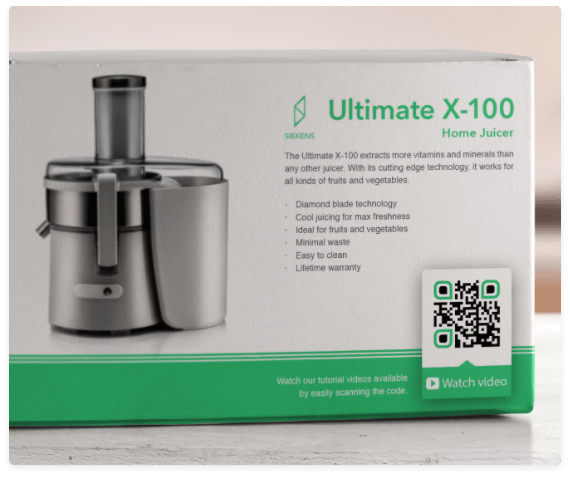 Ultimate X-100
SIEKENS
Home Juicer
The Ultimate X-100 extracts more vitamins and minerals than
any other juicer. With its cutting edge technology, it works for
all kinds of fruits and vegetables.
· Diamond blade technology
· Cool juicing for max freshness
· Ideal for fruits and vegetables
· Minimal waste
· Easy to clean
· Lifetime warranty
Watch our tutorial videos available
by easily scanning the code.
Watch video